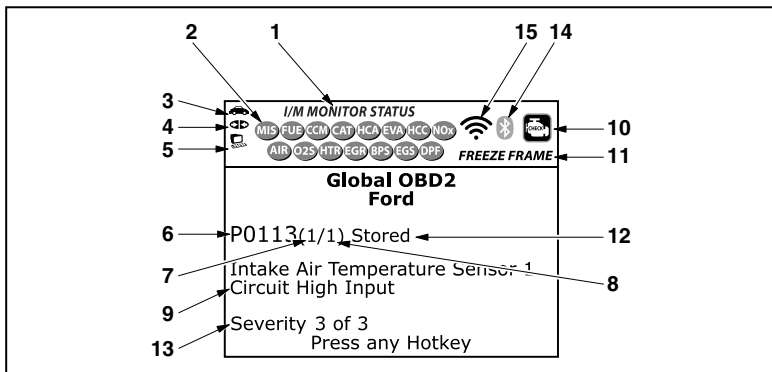 15 14
2 1
3 I/M MONITOR STATUS
4 MIS FUE CCM CAT HCA EVA HCC NOx CHECK 10
5 AIR O2S HTR EGR BPS EGS DPF FREEZE FRAME 11
Global OBD2
Ford
6 P0113(1/1) Stored 12
7 8
Intake Air Temperature Sensor 1
9 Circuit High Input
13 Severity 3 of 3
Press any Hotkey